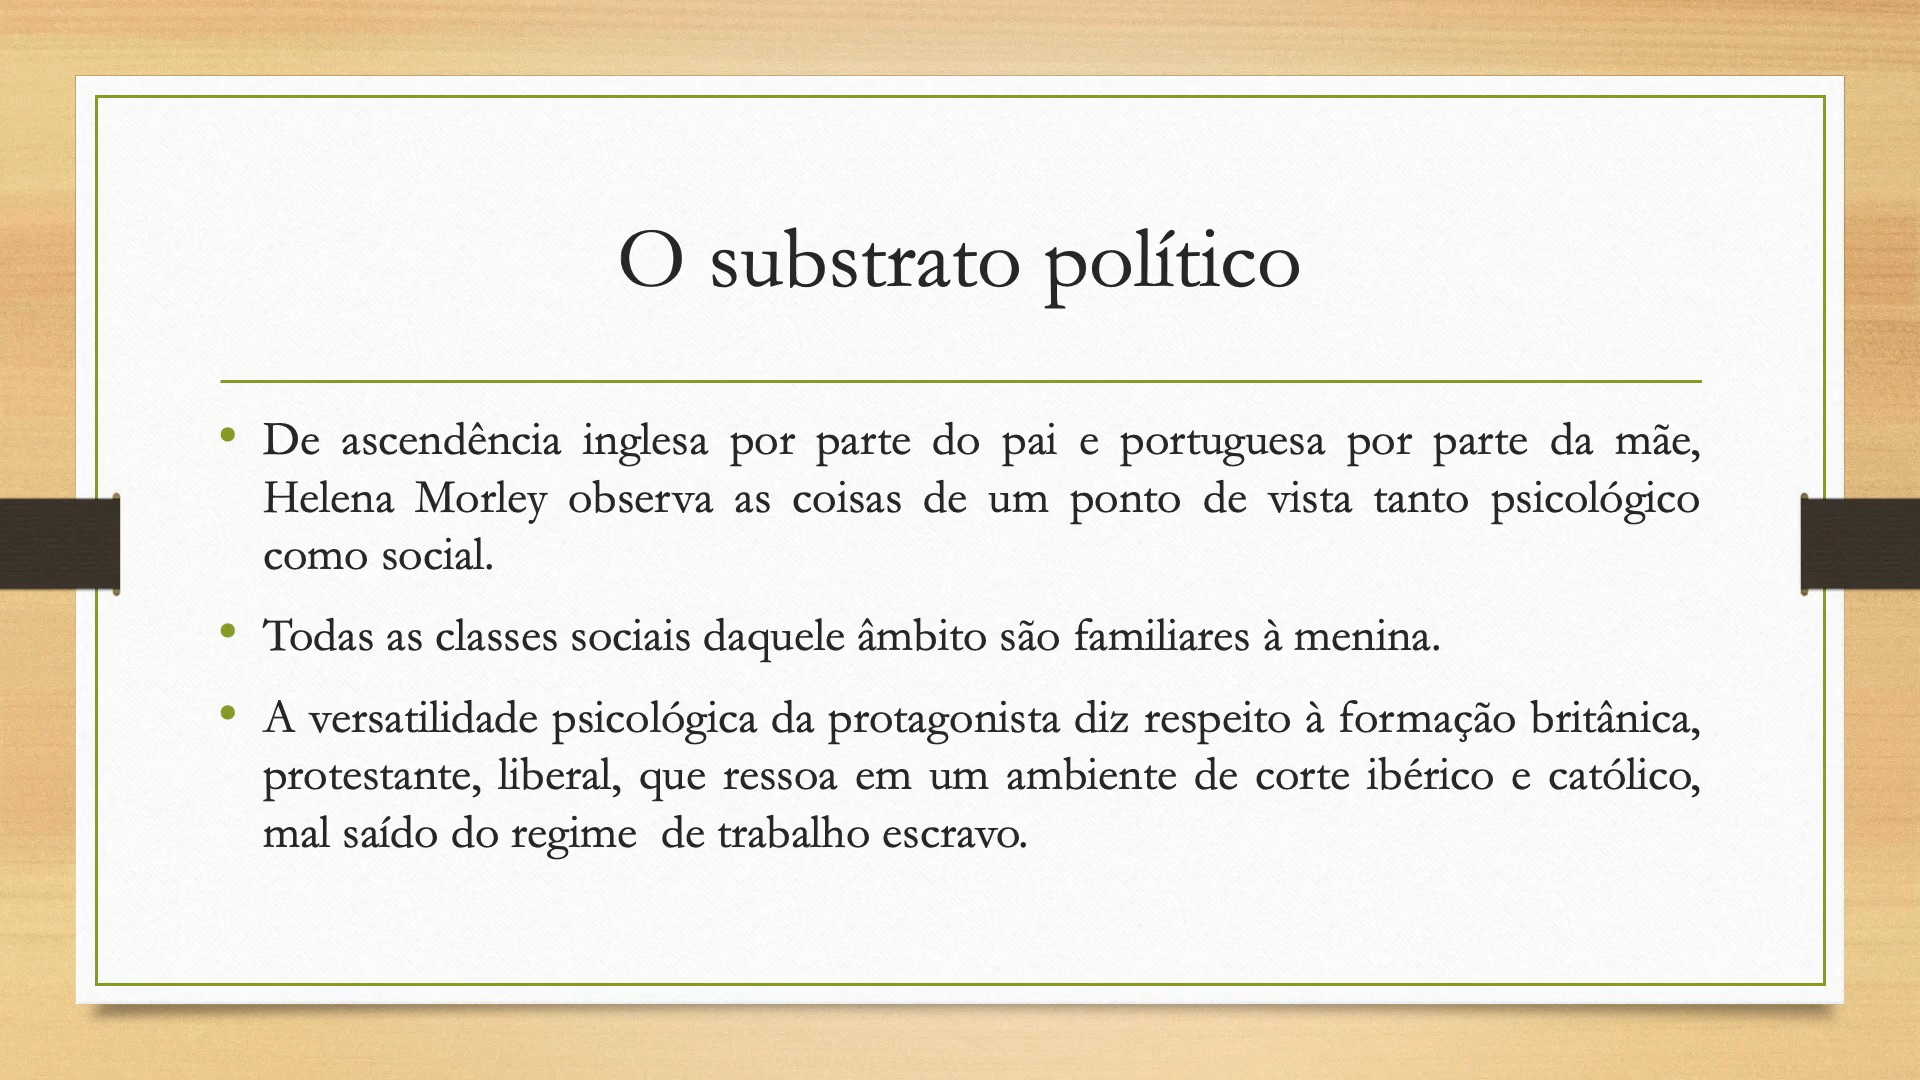 O substrato político
• De ascendência inglesa por parte do pai e portuguesa por parte da mãe,
Helena Morley observa as coisas de um ponto de vista tanto psicológico
como social.
• Todas as classes sociais daquele âmbito são familiares à menina.
• A versatilidade psicológica da protagonista diz respeito à formação britânica,
protestante, liberal, que ressoa em um ambiente de corte ibérico e católico,
mal saído do regime  de trabalho escravo.